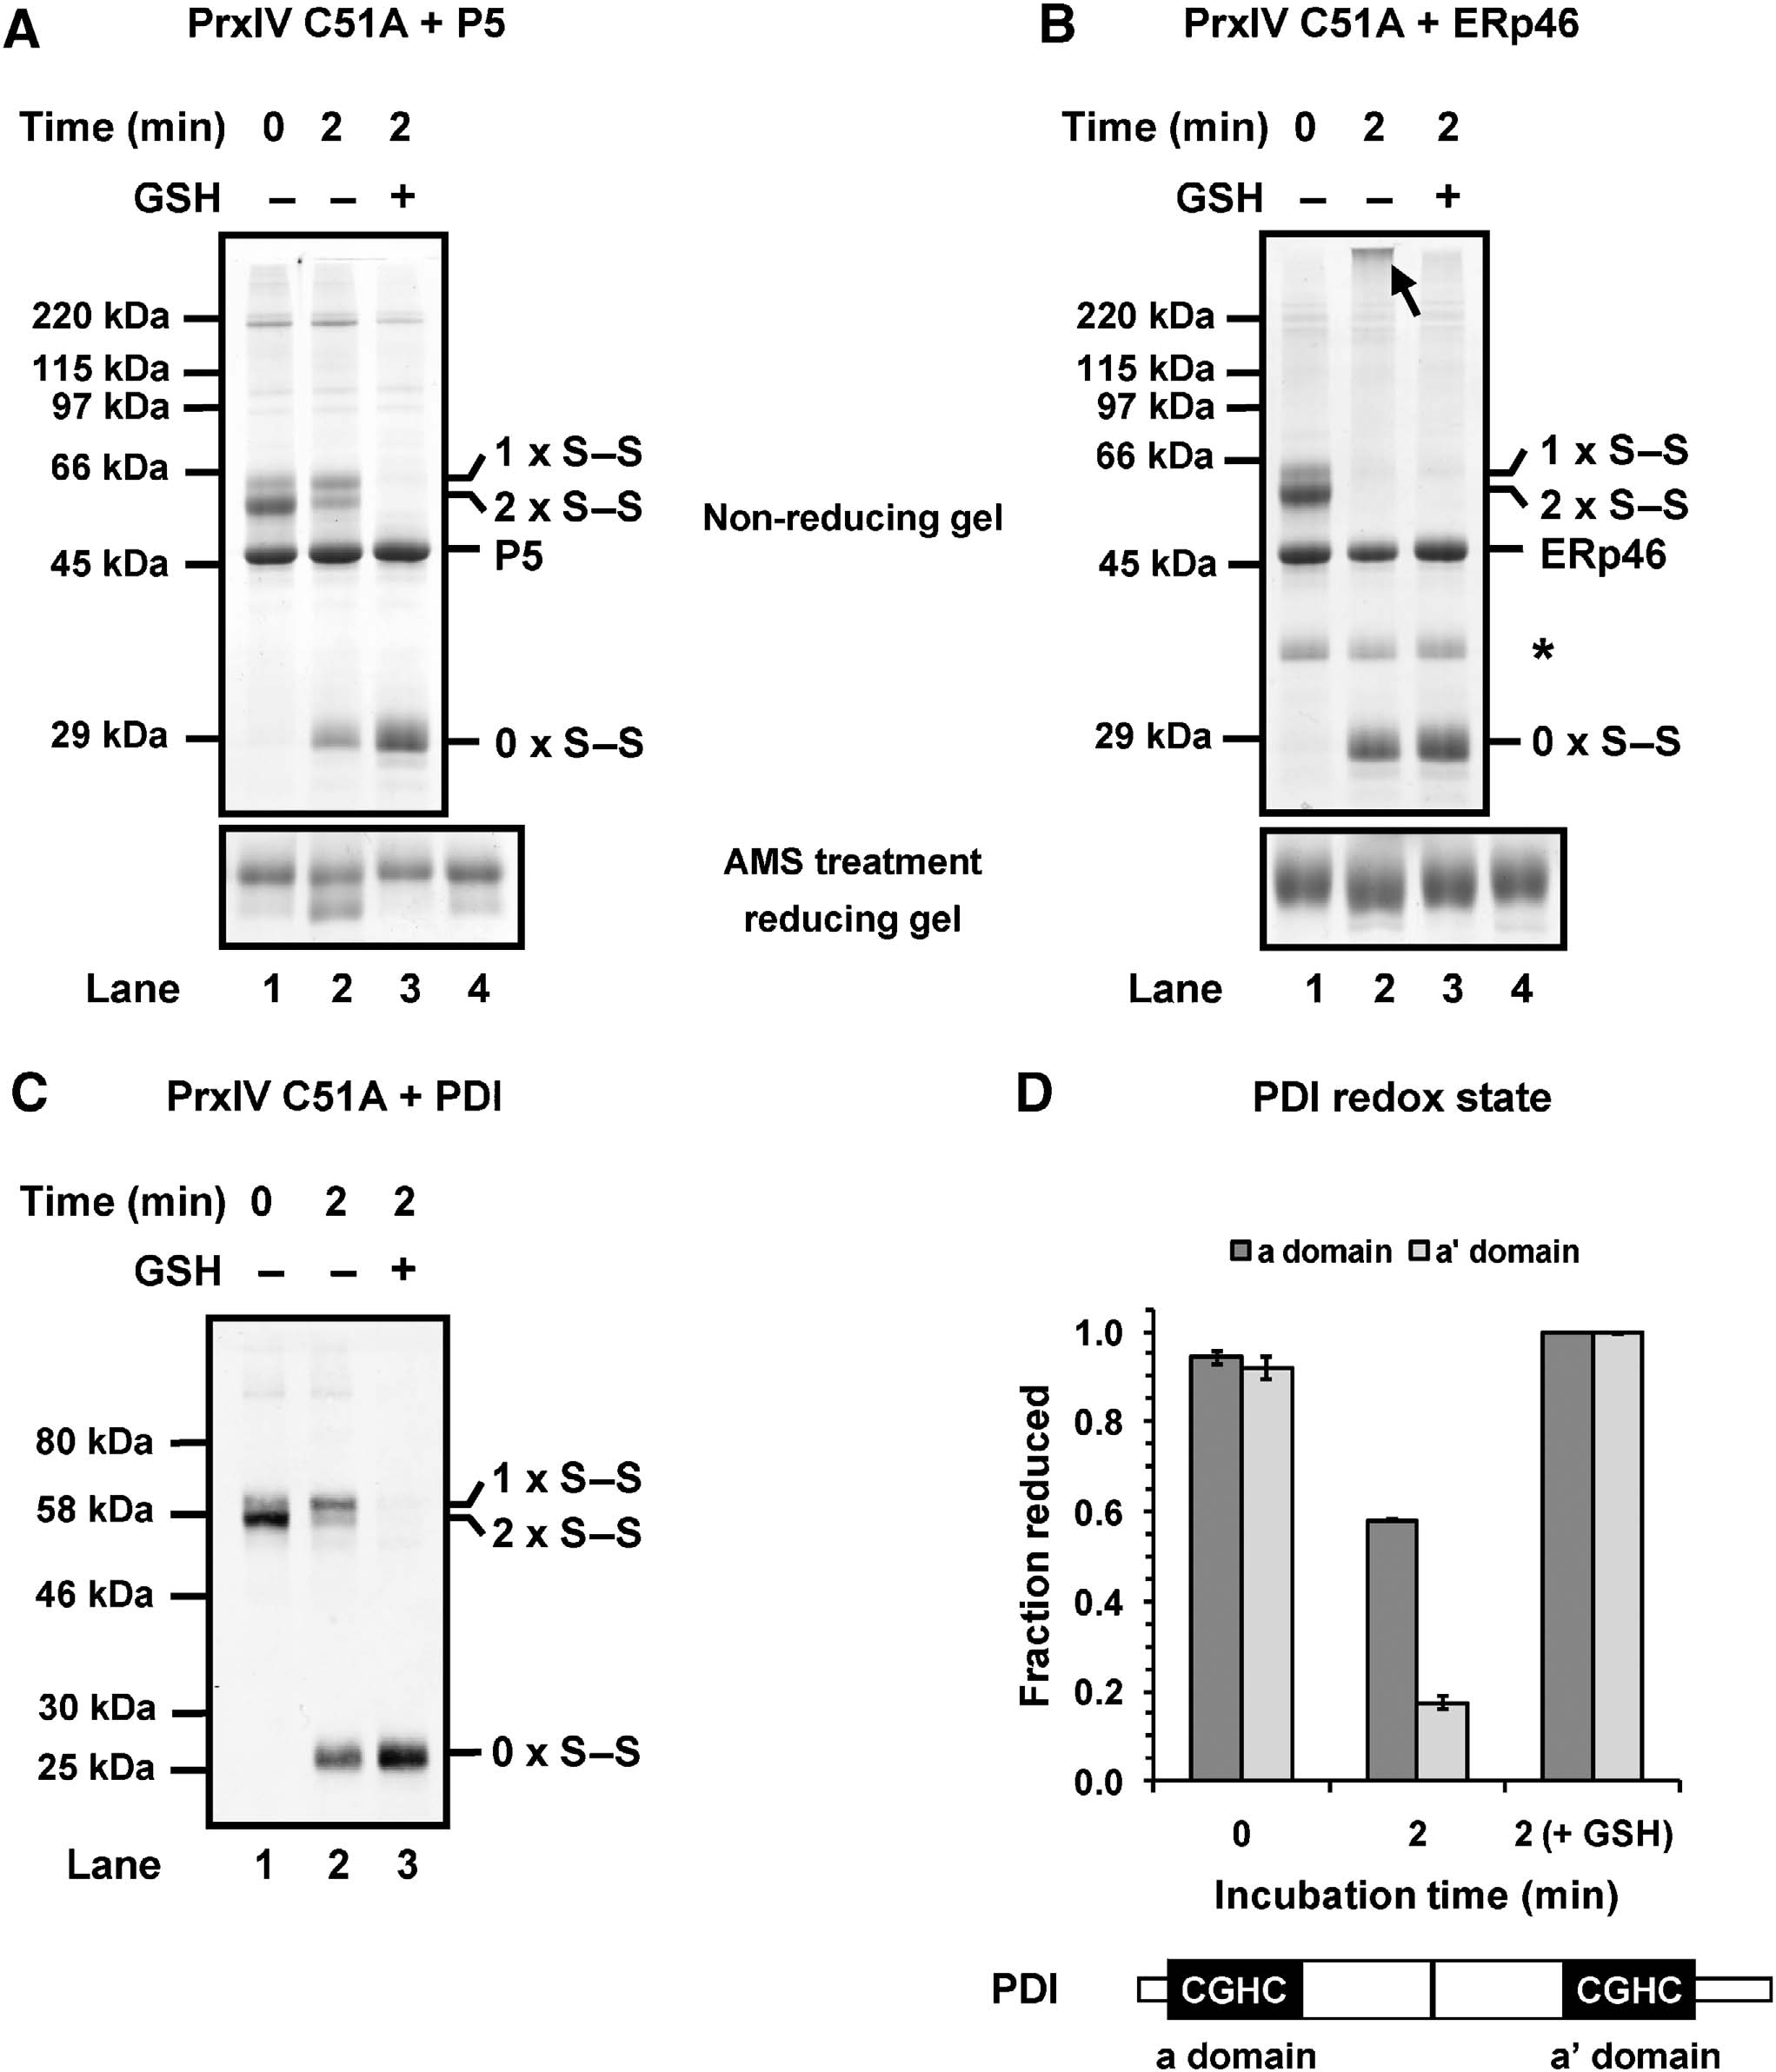 A PrxIV C51A + P5
Time (min) 0 2 2
GSH – – +
220 kDa
115 kDa
97 kDa
66 kDa
45 kDa
29 kDa
1 x S–S
2 x S–S
P5
0 x S–S
Non-reducing gel
AMS treatment
reducing gel
Lane 1 2 3 4
B PrxIV C51A + ERp46
Time (min) 0 2 2
GSH – – +
220 kDa
115 kDa
97 kDa
66 kDa
45 kDa
29 kDa
1 x S–S
2 x S–S
ERp46
*
0 x S–S
Lane 1 2 3 4
C PrxIV C51A + PDI
Time (min) 0 2 2
GSH – – +
80 kDa
58 kDa
46 kDa
30 kDa
25 kDa
1 x S–S
2 x S–S
0 x S–S
Lane 1 2 3
D PDI redox state
a domain a' domain
Fraction reduced
1.0
0.8
0.6
0.4
0.2
0.0
0 2 2 (+ GSH)
Incubation time (min)
PDI CGHC CGHC
a domain a’ domain